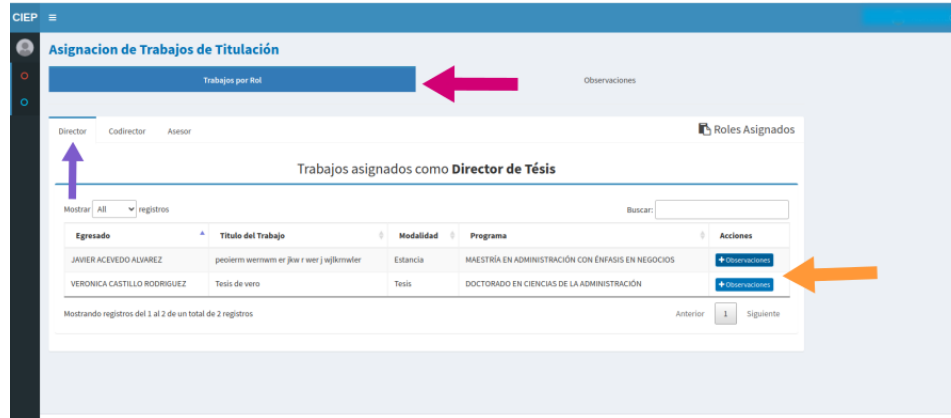 CIEP
Asignacion de Trabajos de Titulación
Trabajos por Rol Observaciones
Director Codirector Asesor Roles Asignados
Trabajos asignados como Director de Tésis
Mostrar All registros Buscar:
Egresado Titulo del Trabajo Modalidad Programa Acciones
JAVIER ACEVEDO ALVAREZ peoierm wernwm er jkw r wer j wjlkrnwler Estancia MAESTRÍA EN ADMINISTRACIÓN CON ÉNFASIS EN NEGOCIOS +Observaciones
VERONICA CASTILLO RODRIGUEZ Tesis de vero Tesis DOCTORADO EN CIENCIAS DE LA ADMINISTRACIÓN +Observaciones
Mostrando registros del 1 al 2 de un total de 2 registros Anterior 1 Siguiente